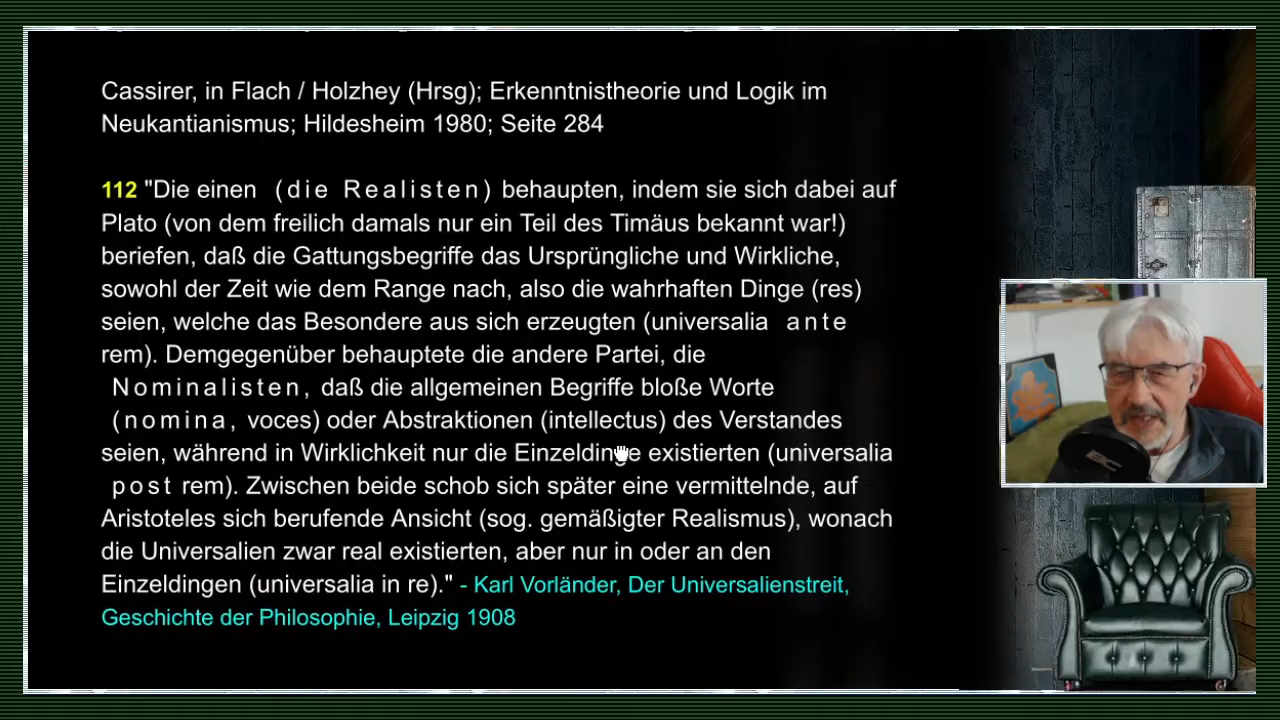 Cassirer, in Flach / Holzhey (Hrsg); Erkenntnistheorie und Logik im
Neukantianismus; Hildesheim 1980; Seite 284
112 "Die einen (die Realisten) behaupten, indem sie sich dabei auf
Plato (von dem freilich damals nur ein Teil des Timäus bekannt war!)
beriefen, daß die Gattungsbegriffe das Ursprüngliche und Wirkliche,
sowohl der Zeit wie dem Range nach, also die wahrhaften Dinge (res)
seien, welche das Besondere aus sich erzeugten (universalia ante
rem). Demgegenüber behauptete die andere Partei, die
Nominalisten, daß die allgemeinen Begriffe bloße Worte
(nomina, voces) oder Abstraktionen (intellectus) des Verstandes
seien, während in Wirklichkeit nur die Einzeldinge existierten (universalia
post rem). Zwischen beide schob sich später eine vermittelnde, auf
Aristoteles sich berufende Ansicht (sog. gemäßigter Realismus), wonach
die Universalien zwar real existierten, aber nur in oder an den
Einzeldingen (universalia in re)." - Karl Vorländer, Der Universalienstreit,
Geschichte der Philosophie, Leipzig 1908